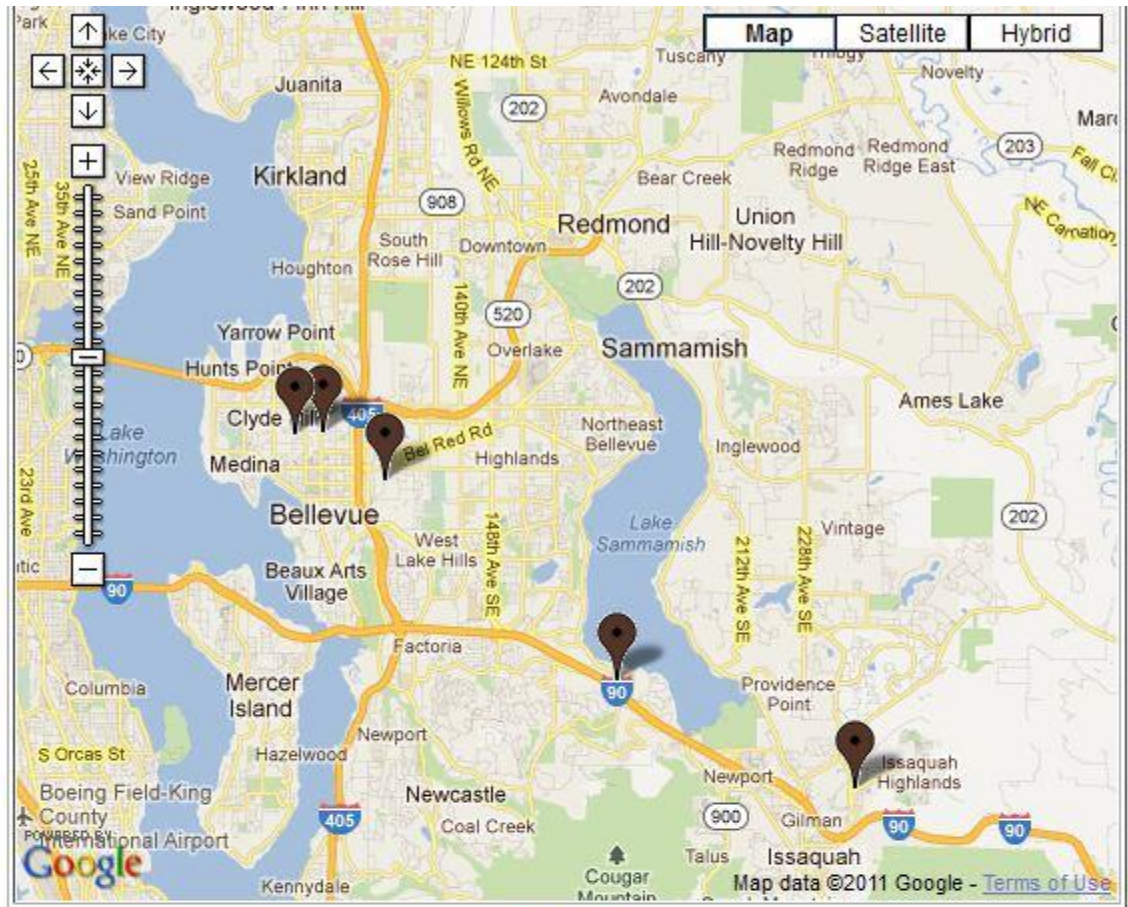 Map
Satellite
Hybrid
Park
ke City
NE 124th St
Tuscany
Novelty
Juanita
Willows Rd NE
202
Avondale
203
View Ridge
Kirkland
Redmond
Ridge
Redmond
Ridge East
Fall Ci
25th Ave NE
35th Ave NE
Sand Point
908
Bear Creek
NE Carnation
Redmond
Union
Hill-Novelty Hill
South
Rose Hill
Downtown
Houghton
202
140th Ave NE
520
Yarrow Point
Overlake
Sammamish
Hunts Point
Clyde Hill
405
Ames Lake
Lake
Washington
Bel Red Rd
Northeast
Bellevue
Inglewood
Medina
Highlands
23rd Ave
Bellevue
148th Ave SE
Lake
Sammamish
212th Ave SE
228th Ave SE
Vintage
202
West
Lake Hills
Beaux Arts
Village
90
Factoria
Columbia
Mercer
Island
90
Providence
Point
S Orcas St
Hazelwood
Newport
Newport
Issaquah
Highlands
Boeing Field-King
County
International Airport
Newcastle
405
Coal Creek
900
Gilman
90
90
POWERED BY
Google
Kennydale
Cougar
Mountain
Talus
Issaquah
Map data ©2011 Google - Terms of Use